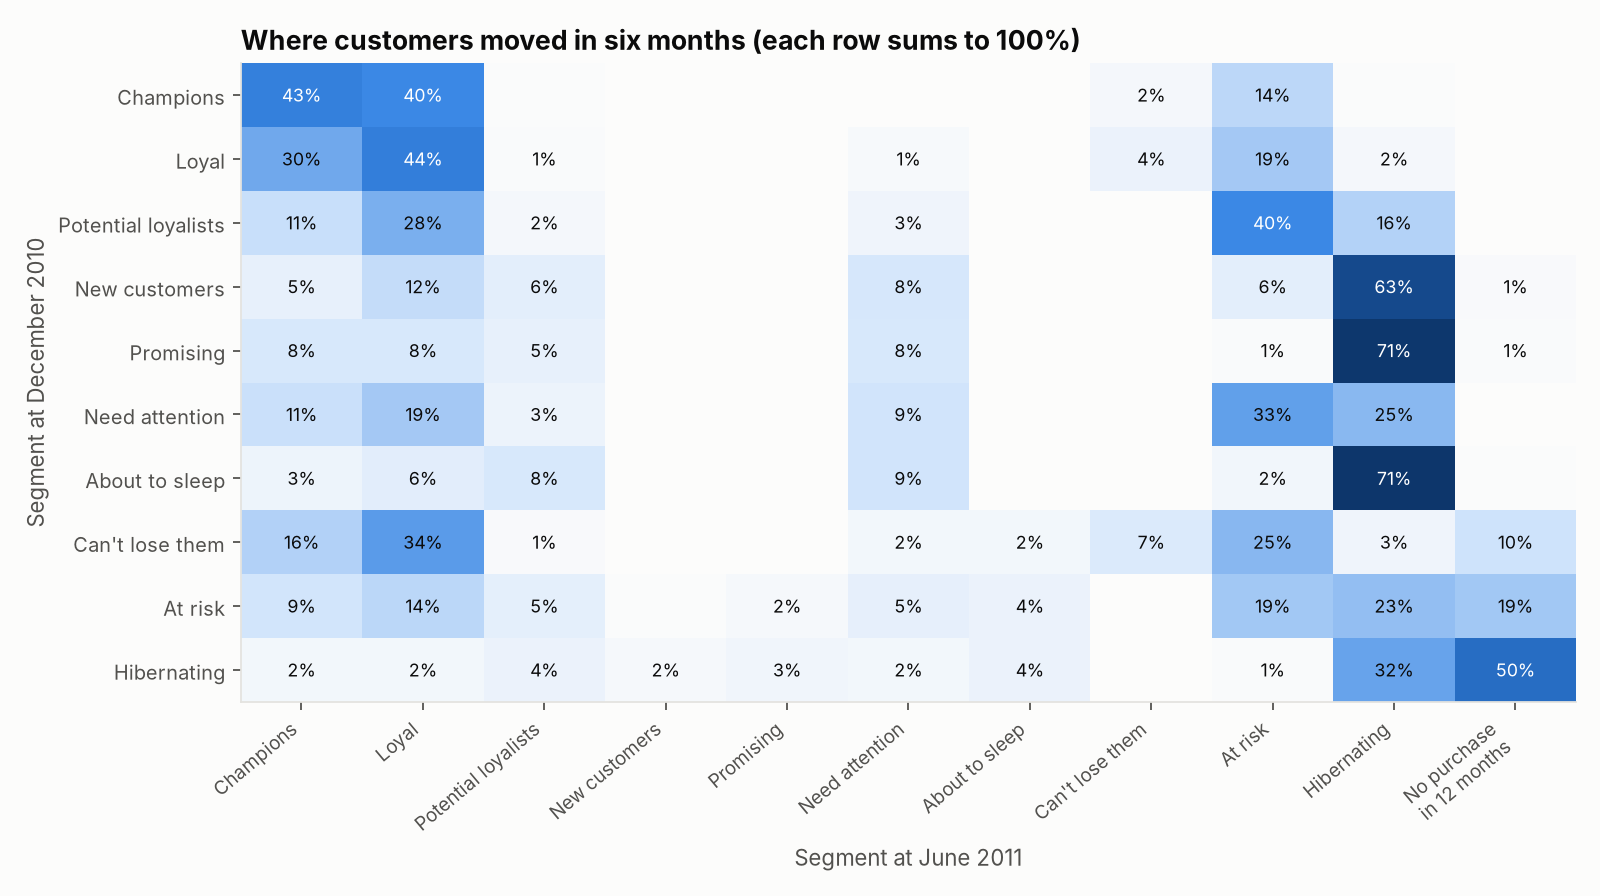 Where customers moved in six months (each row sums to 100%)
Segment at December 2010
Champions 43% 40% 2% 14%
Loyal 30% 44% 1% 1% 4% 19% 2%
Potential loyalists 11% 28% 2% 3% 40% 16%
New customers 5% 12% 6% 8% 6% 63% 1%
Promising 8% 8% 5% 8% 1% 71% 1%
Need attention 11% 19% 3% 9% 33% 25%
About to sleep 3% 6% 8% 9% 2% 71%
Can't lose them 16% 34% 1% 2% 2% 7% 25% 3% 10%
At risk 9% 14% 5% 2% 5% 4% 19% 23% 19%
Hibernating 2% 2% 4% 2% 3% 2% 4% 1% 32% 50%
Champions
Loyal
Potential loyalists
New customers
Promising
Need attention
About to sleep
Can't lose them
At risk
Hibernating
No purchase
in 12 months
Segment at June 2011